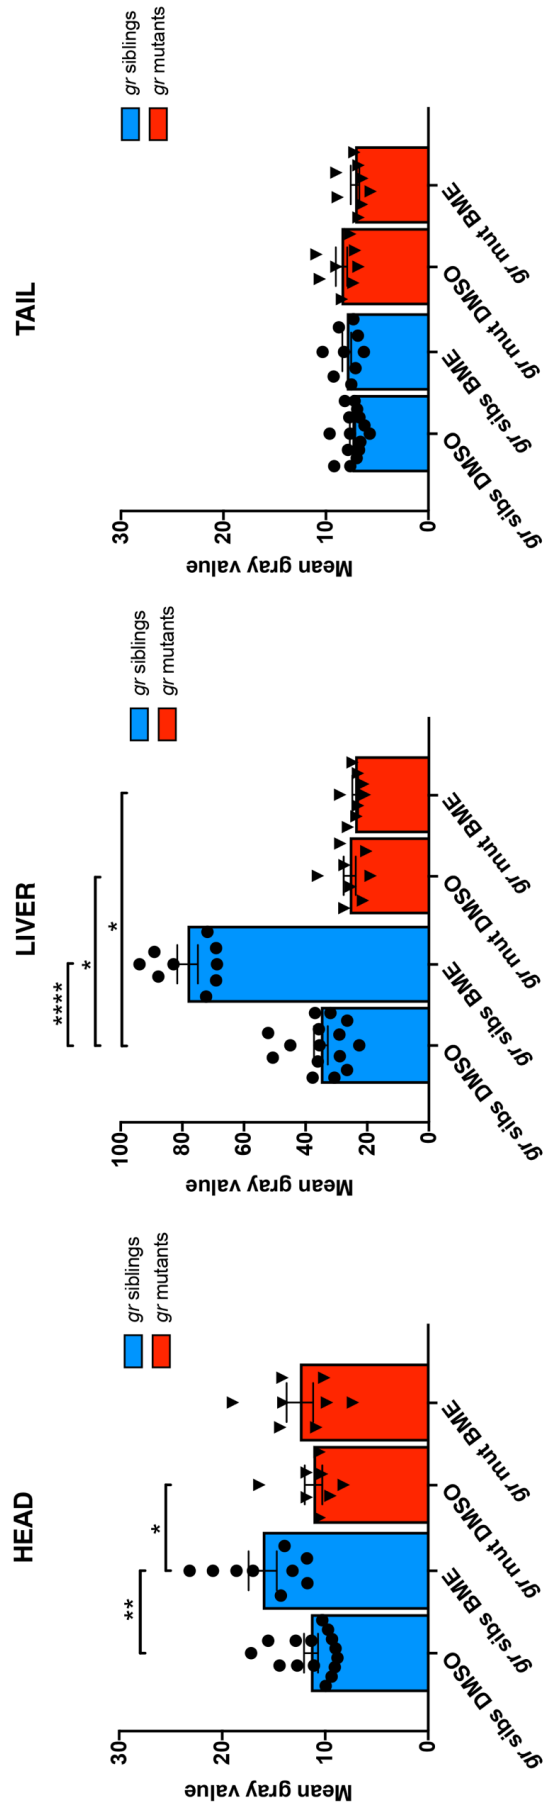 HEAD
gr siblings
gr mutants
**
*
Mean gray value
30
20
10
0
gr sibs DMSO
gr sibs BME
gr mut DMSO
gr mut BME
LIVER
gr siblings
gr mutants
****
*
*
Mean gray value
100
80
60
40
20
0
gr sibs DMSO
gr sibs BME
gr mut DMSO
gr mut BME
TAIL
gr siblings
gr mutants
Mean gray value
30
20
10
0
gr sibs DMSO
gr sibs BME
gr mut DMSO
gr mut BME